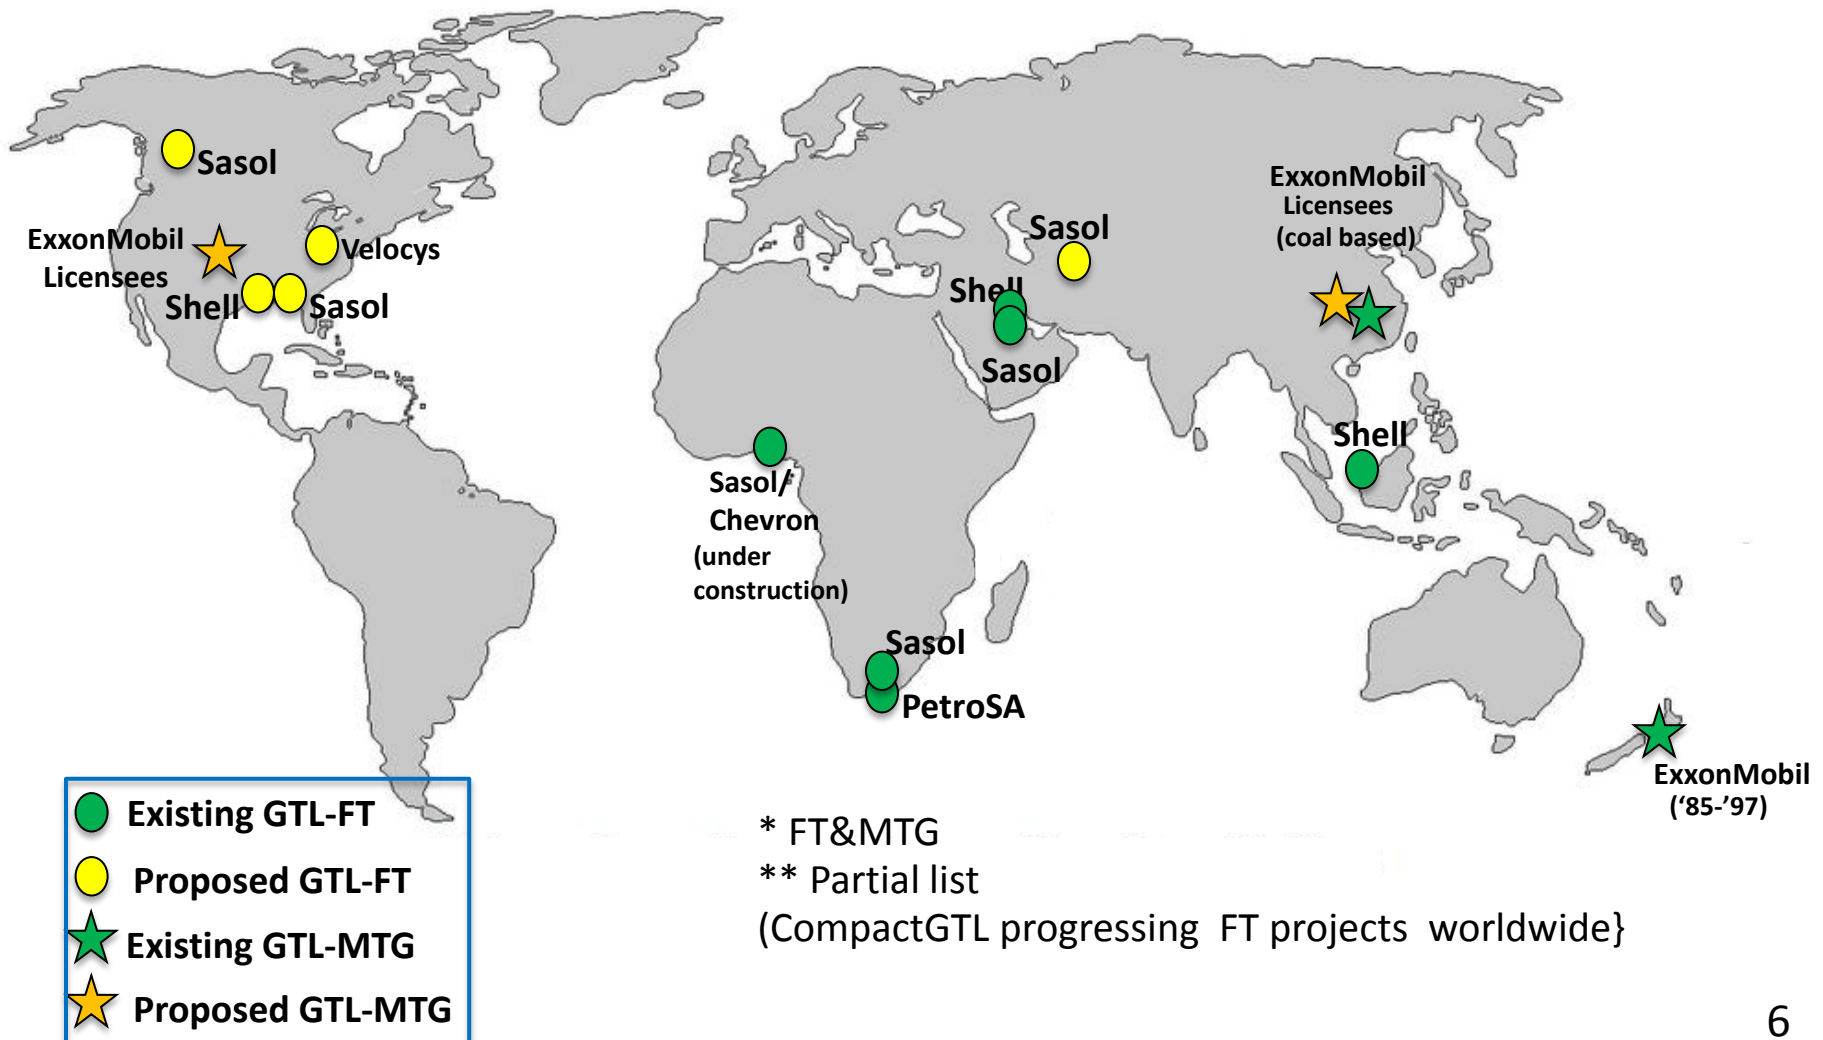 Sasol
ExxonMobil
Licensees
Velocys
Shell
Sasol
Sasol
Shell
Sasol
ExxonMobil
Licensees
(coal based)
Shell
Sasol/
Chevron
(under
construction)
Sasol
PetroSA
ExxonMobil
(‘85-’97)
Existing GTL-FT
Proposed GTL-FT
Existing GTL-MTG
Proposed GTL-MTG
* FT&MTG
** Partial list
(CompactGTL progressing FT projects worldwide}
6